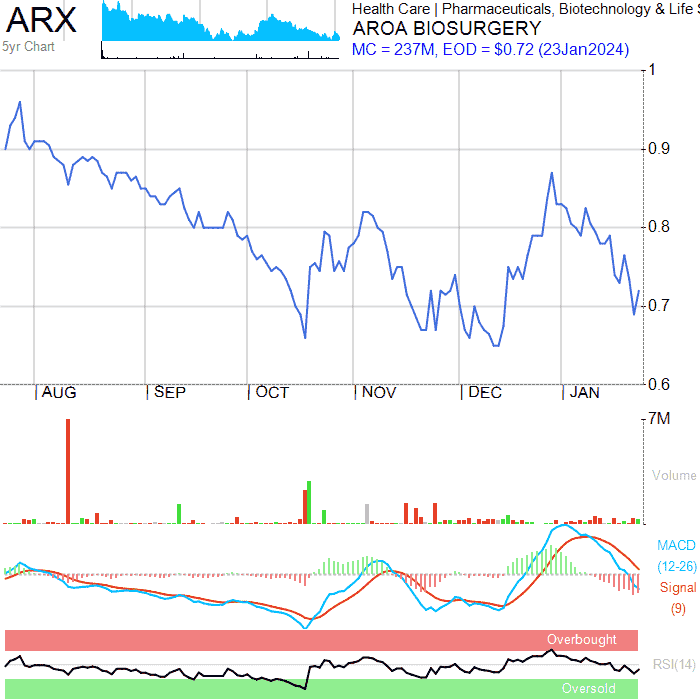 ARX
5yr Chart
Health Care | Pharmaceuticals, Biotechnology & Life S
AROA BIOSURGERY
MC = 237M, EOD = $0.72 (23Jan2024)
1
0.9
0.8
0.7
0.6
AUG SEP OCT NOV DEC JAN
7M
Volume
MACD
(12-26)
Signal
(9)
Overbought
RSI(14)
Oversold